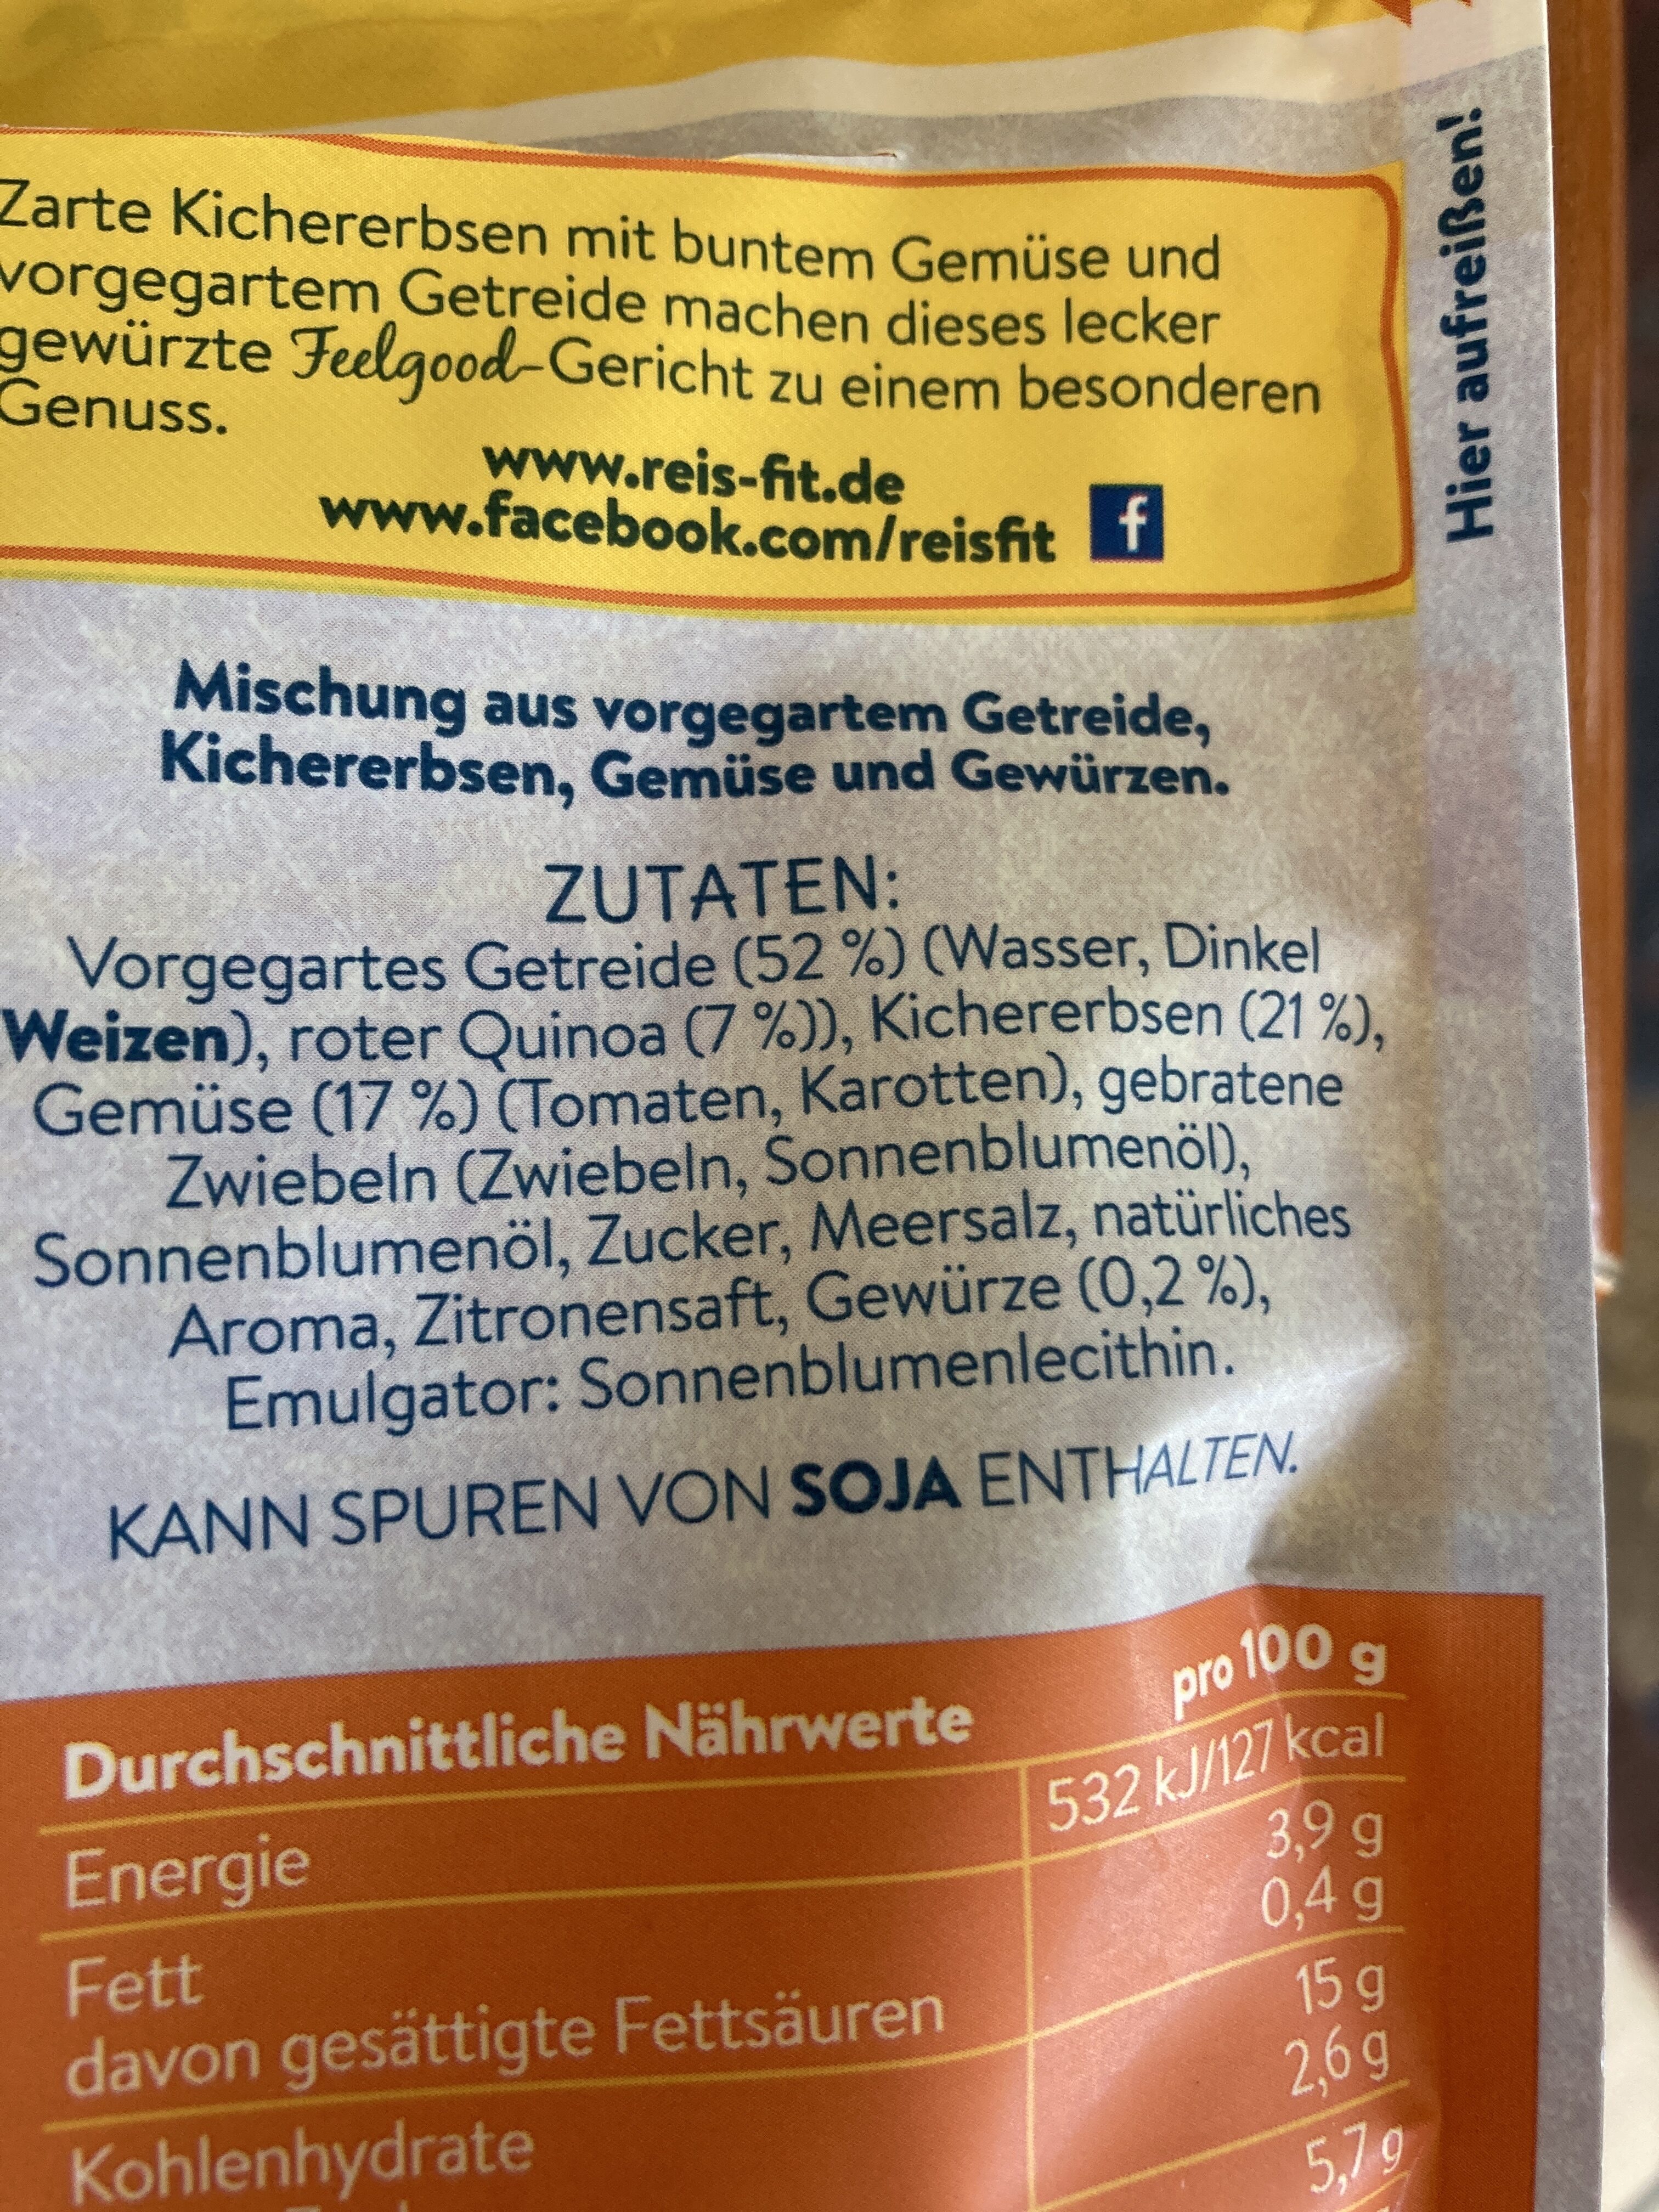 Zarte Kichererbsen mit buntem Gemüse und
vorgegartem Getreide machen dieses lecker
gewürzte Feelgood-Gericht zu einem besonderen
Genuss.
www.reis-fit.de
www.facebook.com/reisfit f
Hier aufreißen!
Mischung aus vorgegartem Getreide,
Kichererbsen, Gemüse und Gewürzen.
ZUTATEN:
Vorgegartes Getreide (52 %) (Wasser, Dinkel
Weizen), roter Quinoa (7 %)), Kichererbsen (21 %),
Gemüse (17 %) (Tomaten, Karotten), gebratene
Zwiebeln (Zwiebeln, Sonnenblumenöl),
Sonnenblumenöl, Zucker, Meersalz, natürliches
Aroma, Zitronensaft, Gewürze (0,2 %),
Emulgator: Sonnenblumenlecithin.
KANN SPUREN VON SOJA ENTHALTEN.
Durchschnittliche Nährwerte pro 100 g
Energie 532 kJ/127 kcal
Fett 3,9 g
davon gesättigte Fettsäuren 0,4 g
Kohlenhydrate 15 g
2,6 g
5,7 g